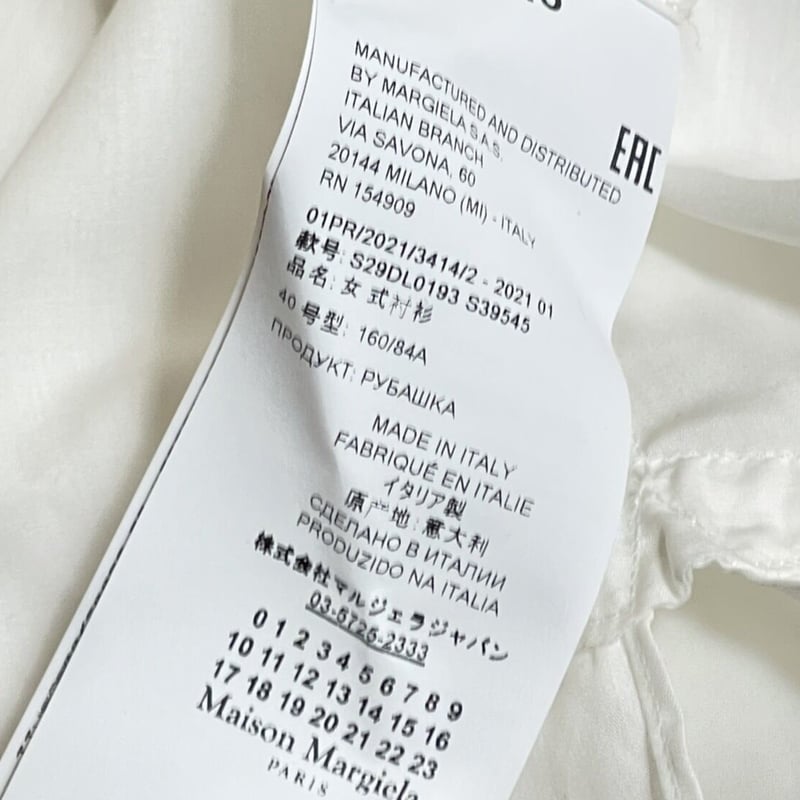 MANUFACTURED AND DISTRIBUTED
BY MARGIELA S.A.S.
ITALIAN BRANCH
VIA SAVONA, 60
20144 MILANO (MI) - ITALY
RN 154909
EAC
01PR/2021/3414/2 - 2021 01
款号: S29DL0193 S39545
品名: 女式衬衫
40 号型: 160/84A
ПРОДУКТ: РУБАШКА
MADE IN ITALY
FABRIQUÉ EN ITALIE
イタリア製
原产地: 意大利
СДЕЛАНО В ИТАЛИИ
PRODUZIDO NA ITALIA
株式会社マルジェラジャパン
03-5725-2333
0 1 2 3 4 5 6 7 8 9
10 11 12 13 14 15 16
17 18 19 20 21 22 23
Maison Margiela
PARIS